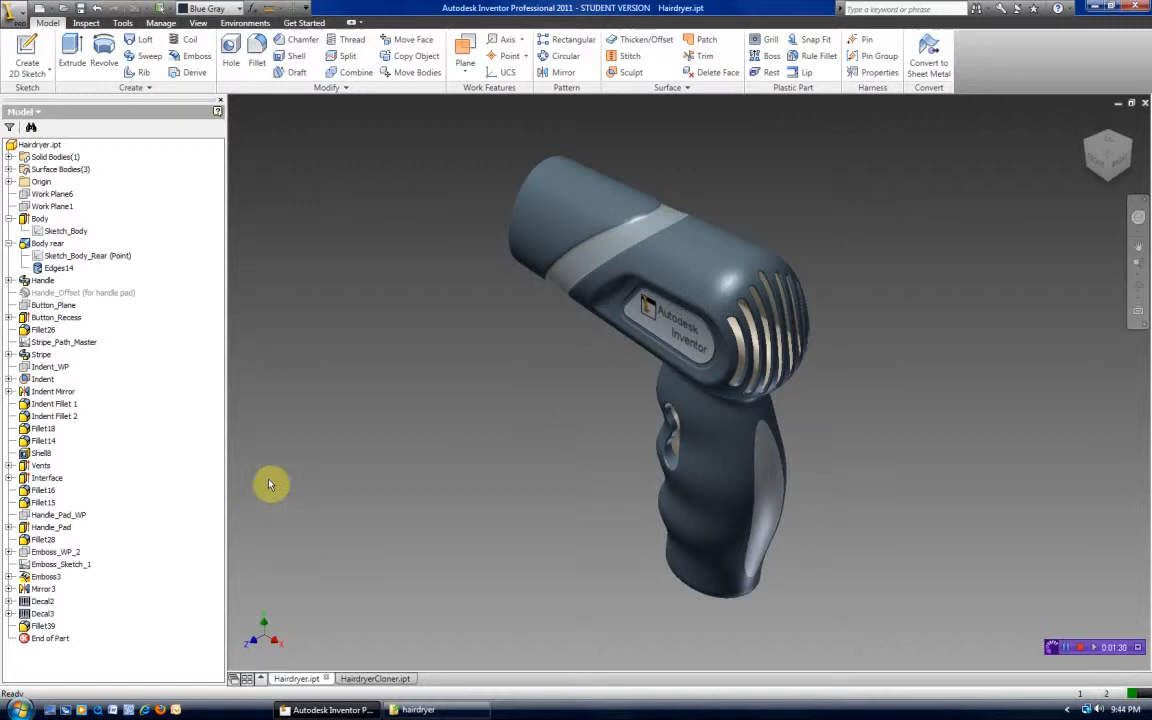 PRO
Blue Gray
Autodesk Inventor Professional 2011 - STUDENT VERSION Hairdryer.ipt
Type a keyword or phrase
Model Inspect Tools Manage View Environments Get Started
Create
2D Sketch
Extrude Revolve
Loft
Sweep
Rib
Coil
Emboss
Derive
Hole Fillet
Chamfer
Shell
Draft
Thread
Split
Combine
Move Face
Copy Object
Move Bodies
Plane
Axis
Point
UCS
Rectangular
Circular
Mirror
Thicken/Offset
Stitch
Sculpt
Patch
Trim
Delete Face
Grill
Boss
Rest
Snap Fit
Rule Fillet
Lip
Pin
Pin Group
Properties
Convert to
Sheet Metal
Sketch Create Modify Work Features Pattern Surface Plastic Part Harness Convert
Model
Hairdryer.ipt
Solid Bodies(1)
Surface Bodies(3)
Origin
Work Plane6
Work Plane1
Body
Sketch_Body
Body rear
Sketch_Body_Rear (Point)
Edges14
Handle
Handle_Offset (for handle pad)
Button_Plane
Button_Recess
Fillet26
Stripe_Path_Master
Stripe
Indent_WP
Indent
Indent Mirror
Indent Fillet 1
Indent Fillet 2
Fillet18
Fillet14
Shell8
Vents
Interface
Fillet16
Fillet15
Handle_Pad_WP
Handle_Pad
Fillet28
Emboss_WP_2
Emboss_Sketch_1
Emboss3
Mirror3
Decal2
Decal3
Fillet39
End of Part
Autodesk
Inventor
Z X
0:01:30
Hairdryer.ipt HairdryerCloner.ipt
Ready 1 2
Autodesk Inventor P... hairdryer 9:44 PM